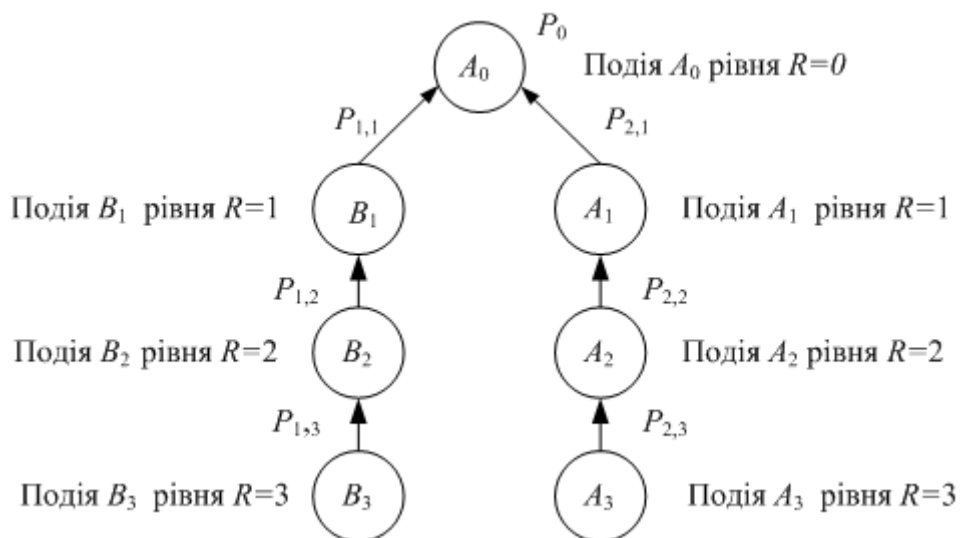 P0
A0 Подія A0 рівня R=0
P1,1 P2,1
Подія B1 рівня R=1 B1 A1 Подія A1 рівня R=1
P1,2 P2,2
Подія B2 рівня R=2 B2 A2 Подія A2 рівня R=2
P1,3 P2,3
Подія B3 рівня R=3 B3 A3 Подія A3 рівня R=3